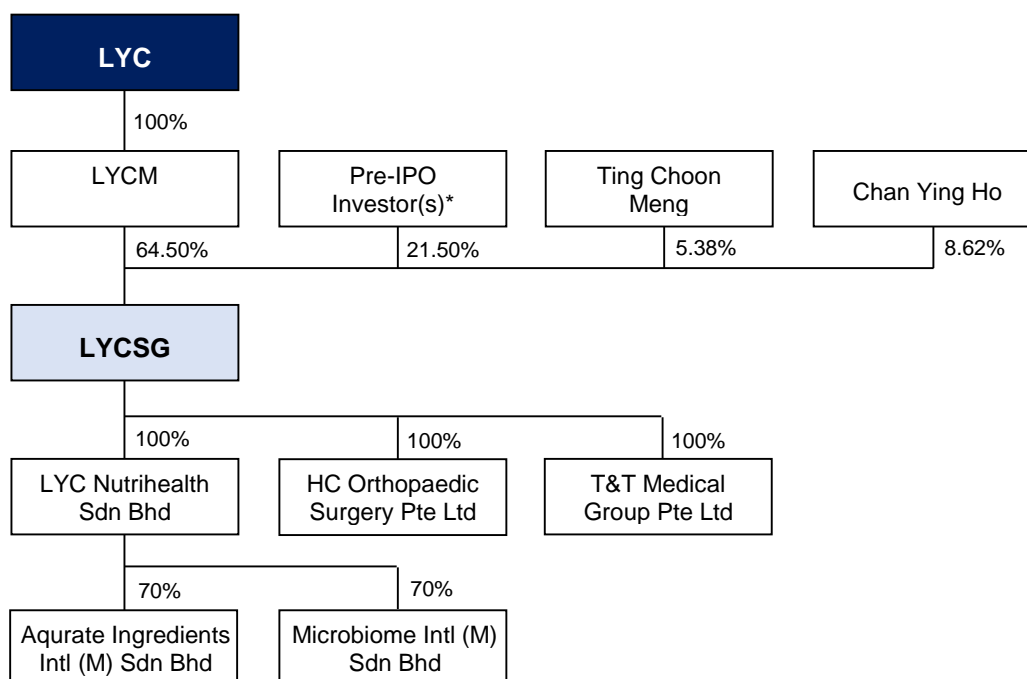 LYC
100%
LYCM
Pre-IPO
Investor(s)*
Ting Choon
Meng
Chan Ying Ho
64.50%
21.50%
5.38%
8.62%
LYCSG
100%
100%
100%
LYC Nutrihealth
Sdn Bhd
HC Orthopaedic
Surgery Pte Ltd
T&T Medical
Group Pte Ltd
70%
70%
Aqurate Ingredients
Intl (M) Sdn Bhd
Microbiome Intl (M)
Sdn Bhd